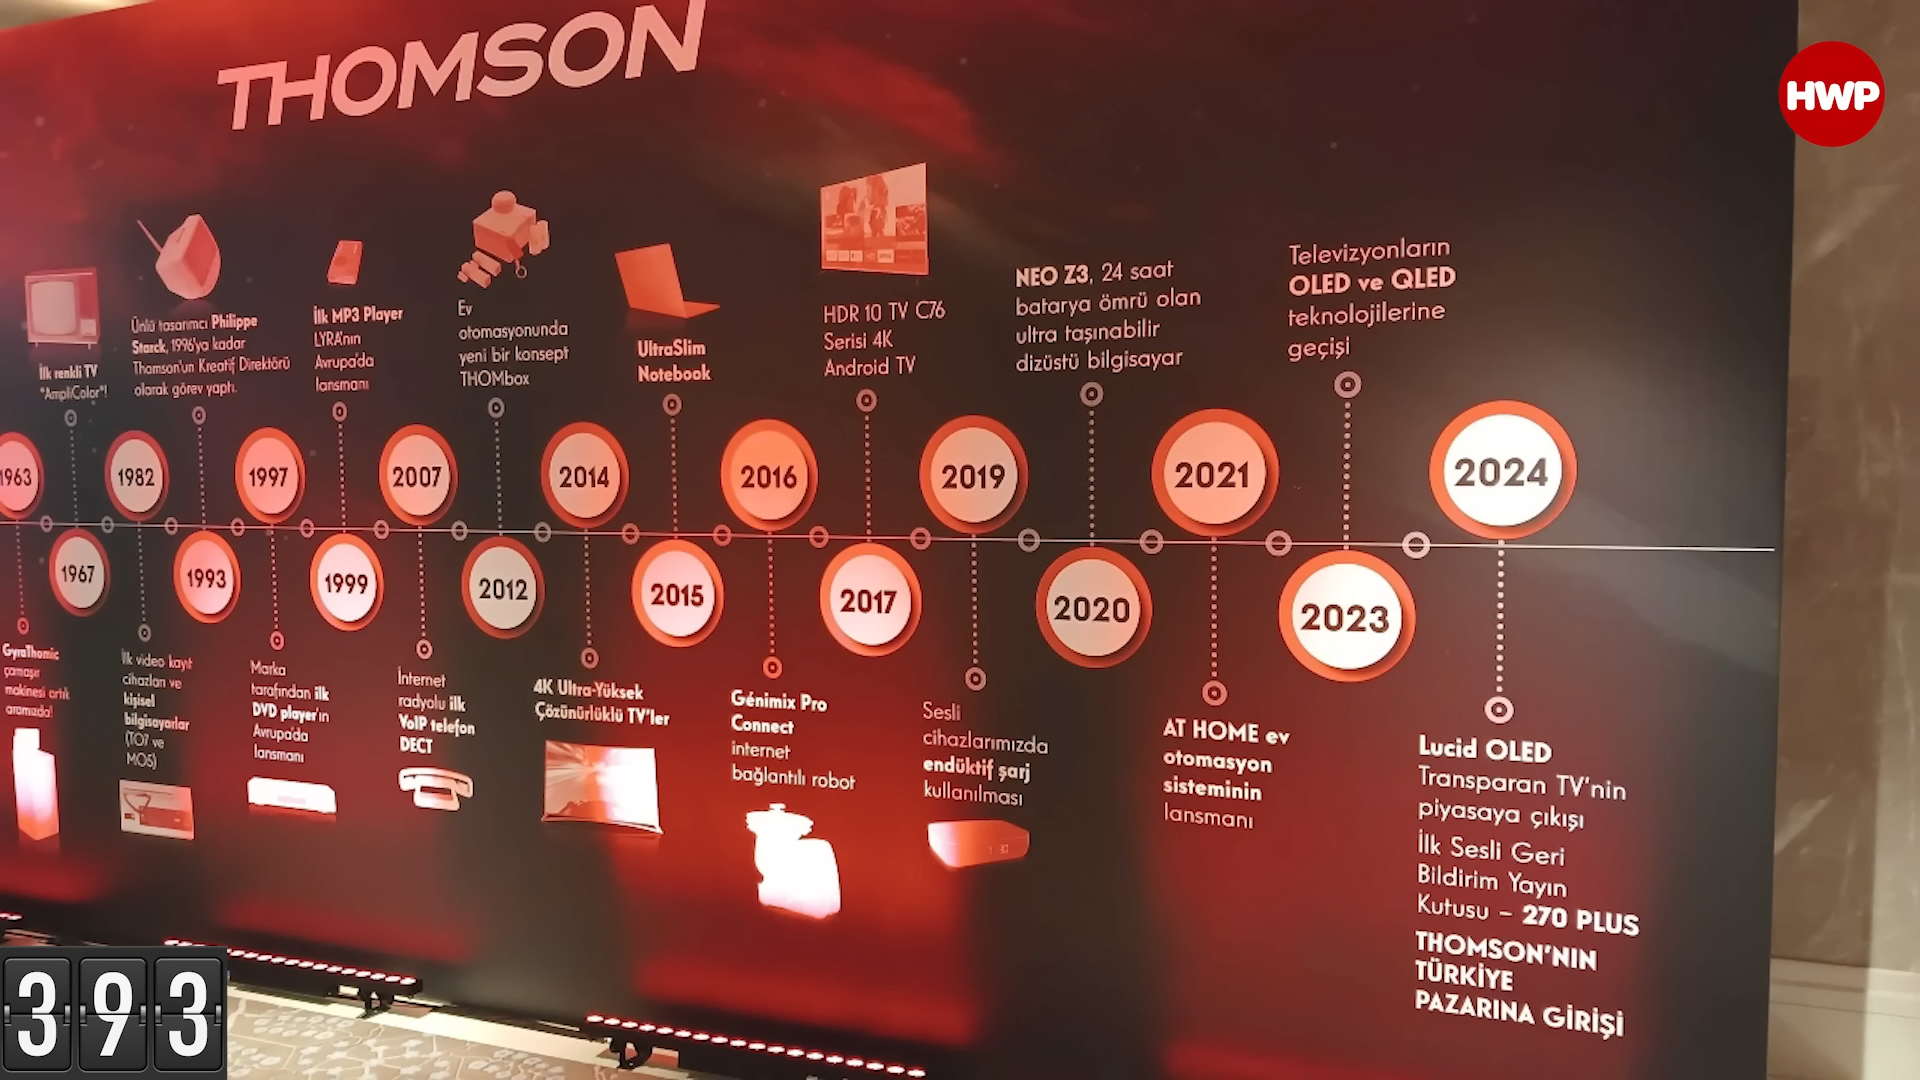 THOMSON
HWP
İlk renkli TV
"AmpliColor"!
Ünlü tasarımcı Philippe
Starck, 1996'ya kadar
Thomson'un Kreatif Direktörü
olarak görev yaptı.
İlk MP3 Player
LYRA'nın
Avrupa'da
lansmanı
Ev
otomasyonunda
yeni bir konsept
THOMbox
UltraSlim
Notebook
HDR 10 TV C76
Serisi 4K
Android TV
NEO Z3, 24 saat
batarya ömrü olan
ultra taşınabilir
dizüstü bilgisayar
Televizyonların
OLED ve QLED
teknolojilerine
geçişi
1963
1982
1997
2007
2014
2016
2019
2021
2024
1967
1993
1999
2012
2015
2017
2020
2023
GyraThomic
çamaşır
makinesi artık
aramızda!
İlk video kayıt
cihazları ve
kişisel
bilgisayarlar
(TO7 ve
MO5)
Marka
tarafından ilk
DVD player'ın
Avrupa'da
lansmanı
İnternet
radyolu ilk
VoIP telefon
DECT
4K Ultra-Yüksek
Çözünürlüklü TV'ler
Génimix Pro
Connect
internet
bağlantılı robot
Sesli
cihazlarımızda
endüktif şarj
kullanılması
AT HOME ev
otomasyon
sisteminin
lansmanı
Lucid OLED
Transparan TV'nin
piyasaya çıkışı
İlk Sesli Geri
Bildirim Yayın
Kutusu – 270 PLUS
THOMSON'NIN
TÜRKİYE
PAZARINA GİRİŞİ
393